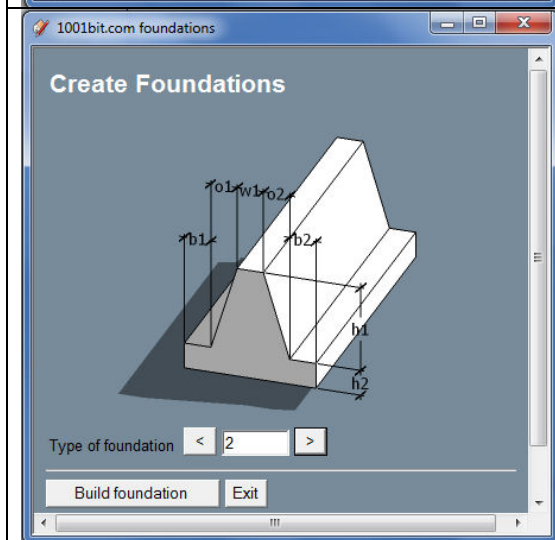 1001bit.com foundations
Create Foundations
o1 w1 o2
b1 b2
h1
h2
Type of foundation < 2 >
Build foundation Exit